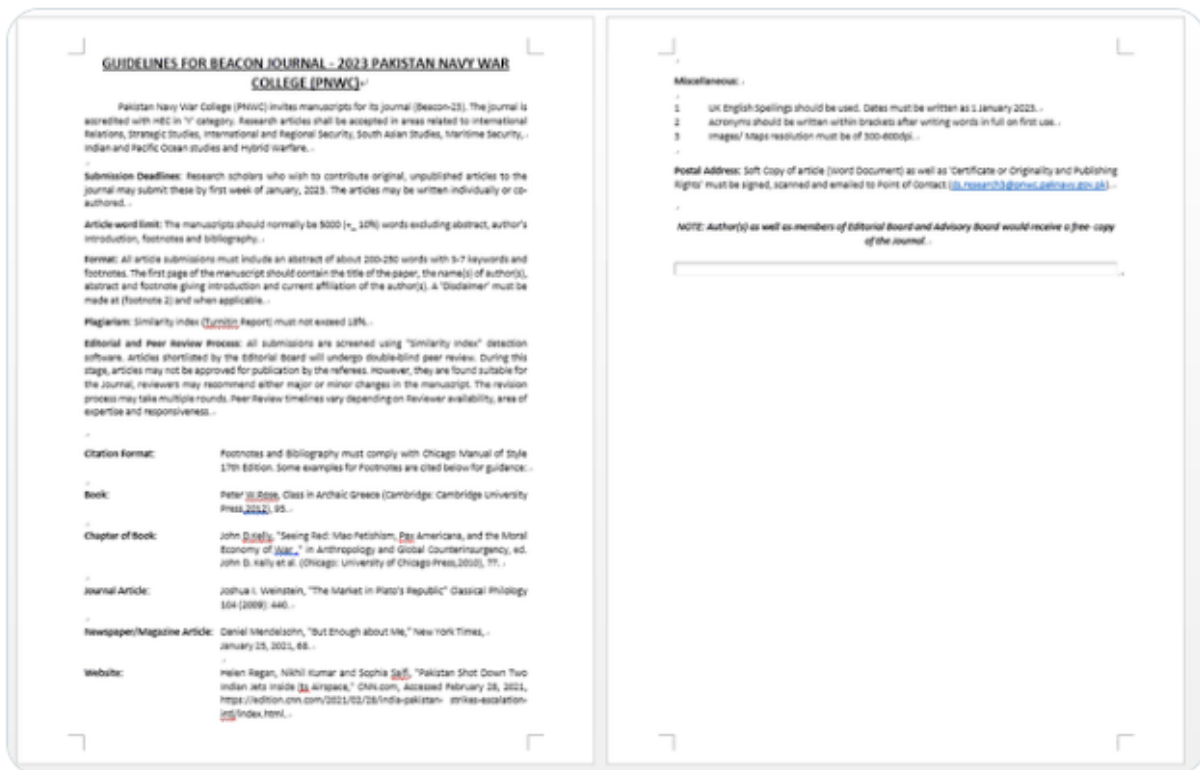 GUIDELINES FOR BEACON JOURNAL - 2023 PAKISTAN NAVY WAR
COLLEGE (PNWC)
Pakistan Navy War College (PNWC) invites manuscripts for its journal (Beacon-23). The journal is
accredited with HEC in 'Y' category. Research articles shall be accepted in areas related to International
Relations, Strategic Studies, International and Regional Security, South Asian Studies, Maritime Security,
Indian and Pacific Ocean studies and Hybrid Warfare.
Submission Deadlines: Research scholars who wish to contribute original, unpublished articles to the
journal may submit these by first week of January, 2023. The articles may be written individually or co-
authored.
Article word limit: The manuscripts should normally be 5000 (+_ 10%) words excluding abstract, author's
introduction, footnotes and bibliography.
Format: All article submissions must include an abstract of about 200-250 words with 5-7 keywords and
footnotes. The first page of the manuscript should contain the title of the paper, the name(s) of author(s),
abstract and footnote giving introduction and current affiliation of the author(s). A 'Disclaimer' must be
made at (footnote 2) and when applicable.
Plagiarism: Similarity index (Turnitin Report) must not exceed 18%.
Editorial and Peer Review Process: All submissions are screened using "Similarity Index" detection
software. Articles shortlisted by the Editorial Board will undergo double-blind peer review. During this
stage, articles may not be approved for publication by the referees. However, they are found suitable for
the Journal, reviewers may recommend either major or minor changes in the manuscript. The revision
process may take multiple rounds. Peer Review timelines vary depending on Reviewer availability, area of
expertise and responsiveness.
Citation Format: Footnotes and Bibliography must comply with Chicago Manual of Style
17th Edition. Some examples for Footnotes are cited below for guidance:
Book: Peter W.Rose, Class in Archaic Greece (Cambridge: Cambridge University
Press,2012), 95.
Chapter of Book: John D.Kelly, "Seeing Red: Mao Fetishism, Pax Americana, and the Moral
Economy of War," in Anthropology and Global Counterinsurgency, ed.
John D. Kelly et al. (Chicago: University of Chicago Press,2010), 77.
Journal Article: Joshua I. Weinstein, "The Market in Plato's Republic" Classical Philology
104 (2009): 440.
Newspaper/Magazine Article: Daniel Mendelsohn, "But Enough about Me," New York Times,
January 25, 2021, 68.
Website: Helen Regan, Nikhil Kumar and Sophia Saifi, "Pakistan Shot Down Two
Indian Jets Inside Its Airspace," CNN.com, Accessed February 28, 2021,
https://edition.cnn.com/2021/02/28/india-pakistan- strikes-escalation-
intl/index.html.
Miscellaneous:
1 UK English Spellings should be used. Dates must be written as 1 January 2023.
2 Acronyms should be written within brackets after writing words in full on first use.
3 Images/ Maps resolution must be of 300-600dpi.
Postal Address: Soft Copy of article (Word Document) as well as 'Certificate or Originality and Publishing
Rights' must be signed, scanned and emailed to Point of Contact
NOTE: Author(s) as well as members of Editorial Board and Advisory Board would receive a free copy
of the Journal.